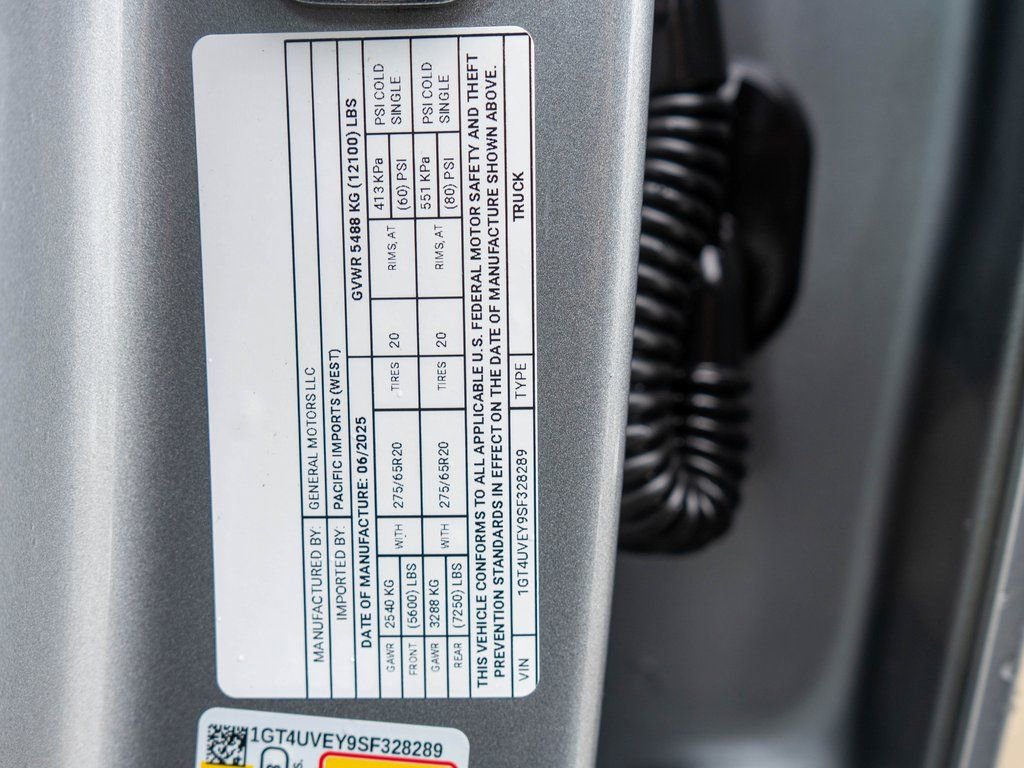 MANUFACTURED BY: GENERAL MOTORS LLC
IMPORTED BY: PACIFIC IMPORTS (WEST)
DATE OF MANUFACTURE: 06/2025 GVWR 5488 KG (12100) LBS
GAWR 2540 KG WITH 275/65R20 TIRES 20 RIMS, AT 413 KPa PSI COLD
FRONT (5600) LBS (60) PSI SINGLE
GAWR 3288 KG WITH 275/65R20 TIRES 20 RIMS, AT 551 KPa PSI COLD
REAR (7250) LBS (80) PSI SINGLE
THIS VEHICLE CONFORMS TO ALL APPLICABLE U.S. FEDERAL MOTOR SAFETY AND THEFT
PREVENTION STANDARDS IN EFFECT ON THE DATE OF MANUFACTURE SHOWN ABOVE.
VIN 1GT4UVEY9SF328289 TYPE TRUCK
1GT4UVEY9SF328289